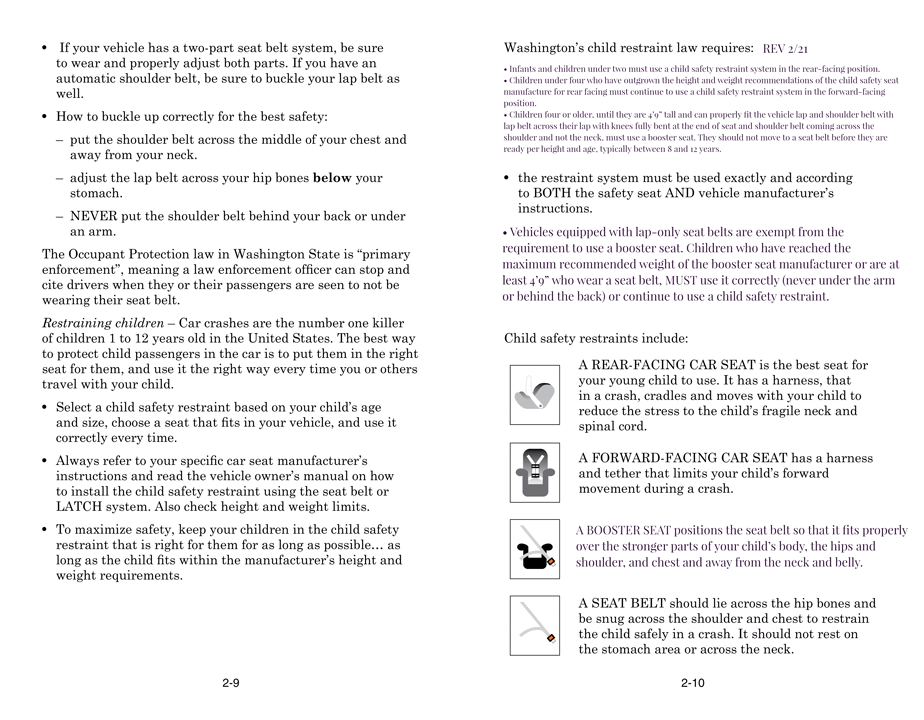 • If your vehicle has a two-part seat belt system, be sure
to wear and properly adjust both parts. If you have an
automatic shoulder belt, be sure to buckle your lap belt as
well.
• How to buckle up correctly for the best safety:
– put the shoulder belt across the middle of your chest and
away from your neck.
– adjust the lap belt across your hip bones below your
stomach.
– NEVER put the shoulder belt behind your back or under
an arm.
The Occupant Protection law in Washington State is “primary
enforcement”, meaning a law enforcement officer can stop and
cite drivers when they or their passengers are seen to not be
wearing their seat belt.
Restraining children – Car crashes are the number one killer
of children 1 to 12 years old in the United States. The best way
to protect child passengers in the car is to put them in the right
seat for them, and use it the right way every time you or others
travel with your child.
• Select a child safety restraint based on your child’s age
and size, choose a seat that fits in your vehicle, and use it
correctly every time.
• Always refer to your specific car seat manufacturer’s
instructions and read the vehicle owner’s manual on how
to install the child safety restraint using the seat belt or
LATCH system. Also check height and weight limits.
• To maximize safety, keep your children in the child safety
restraint that is right for them for as long as possible… as
long as the child fits within the manufacturer’s height and
weight requirements.
2-9
Washington’s child restraint law requires: REV 2/21
• Infants and children under two must use a child safety restraint system in the rear-facing position.
• Children under four who have outgrown the height and weight recommendations of the child safety seat
manufacture for rear facing must continue to use a child safety restraint system in the forward-facing
position.
• Children four or older, until they are 4’9” tall and can properly fit the vehicle lap and shoulder belt with
lap belt across their lap with knees fully bent at the end of seat and shoulder belt coming across the
shoulder and not the neck, must use a booster seat. They should not move to a seat belt before they are
ready per height and age, typically between 8 and 12 years.
• the restraint system must be used exactly and according
to BOTH the safety seat AND vehicle manufacturer’s
instructions.
• Vehicles equipped with lap-only seat belts are exempt from the
requirement to use a booster seat. Children who have reached the
maximum recommended weight of the booster seat manufacturer or are at
least 4’9” who wear a seat belt, MUST use it correctly (never under the arm
or behind the back) or continue to use a child safety restraint.
Child safety restraints include:
A REAR-FACING CAR SEAT is the best seat for
your young child to use. It has a harness, that
in a crash, cradles and moves with your child to
reduce the stress to the child’s fragile neck and
spinal cord.
A FORWARD-FACING CAR SEAT has a harness
and tether that limits your child’s forward
movement during a crash.
A BOOSTER SEAT positions the seat belt so that it fits properly
over the stronger parts of your child’s body, the hips and
shoulder, and chest and away from the neck and belly.
A SEAT BELT should lie across the hip bones and
be snug across the shoulder and chest to restrain
the child safely in a crash. It should not rest on
the stomach area or across the neck.
2-10